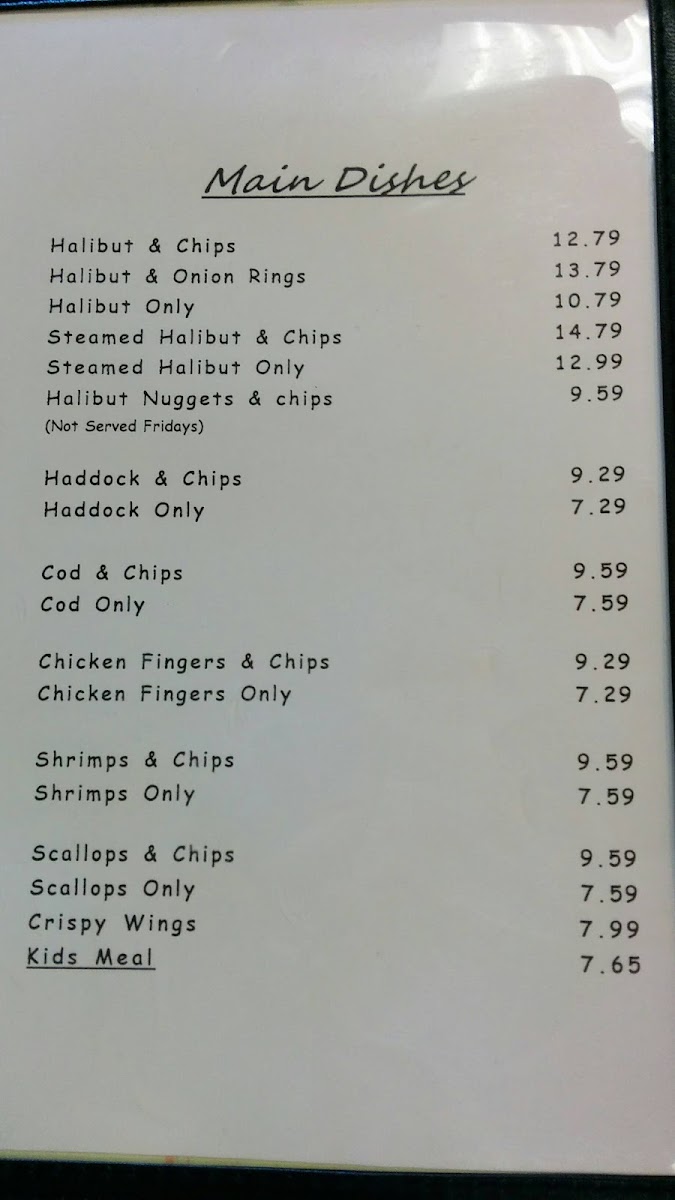 Main Dishes
Halibut & Chips 12.79
Halibut & Onion Rings 13.79
Halibut Only 10.79
Steamed Halibut & Chips 14.79
Steamed Halibut Only 12.99
Halibut Nuggets & chips 9.59
(Not Served Fridays)
Haddock & Chips 9.29
Haddock Only 7.29
Cod & Chips 9.59
Cod Only 7.59
Chicken Fingers & Chips 9.29
Chicken Fingers Only 7.29
Shrimps & Chips 9.59
Shrimps Only 7.59
Scallops & Chips 9.59
Scallops Only 7.59
Crispy Wings 7.99
Kids Meal 7.65